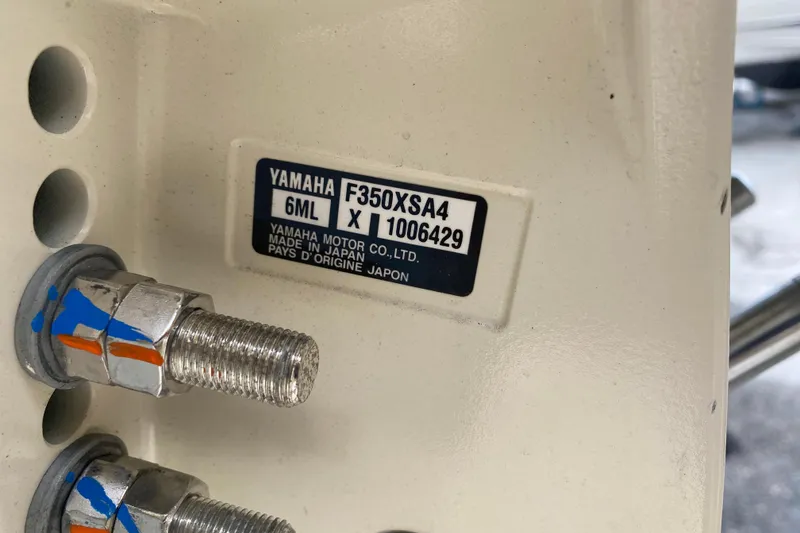 YAMAHA F350XSA4
6ML X 1006429
YAMAHA MOTOR CO.,LTD.
MADE IN JAPAN
PAYS D'ORIGINE JAPON